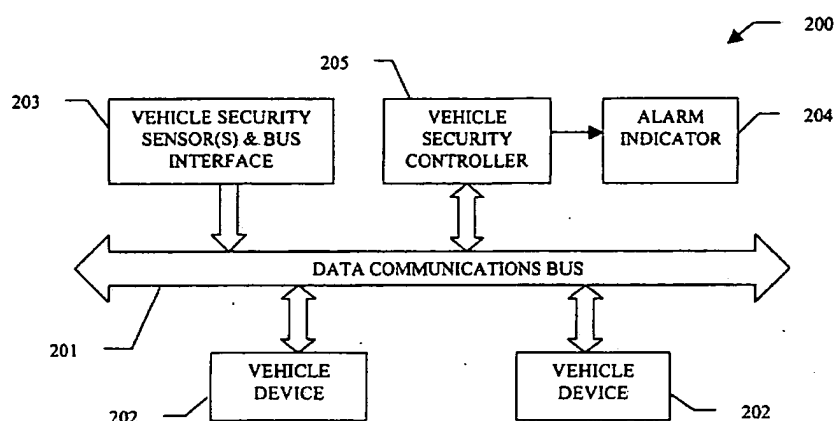 200
205
203
VEHICLE SECURITY
SENSOR(S) & BUS
INTERFACE
VEHICLE
SECURITY
CONTROLLER
ALARM
INDICATOR
204
DATA COMMUNICATIONS BUS
201
VEHICLE
DEVICE
202
VEHICLE
DEVICE
202